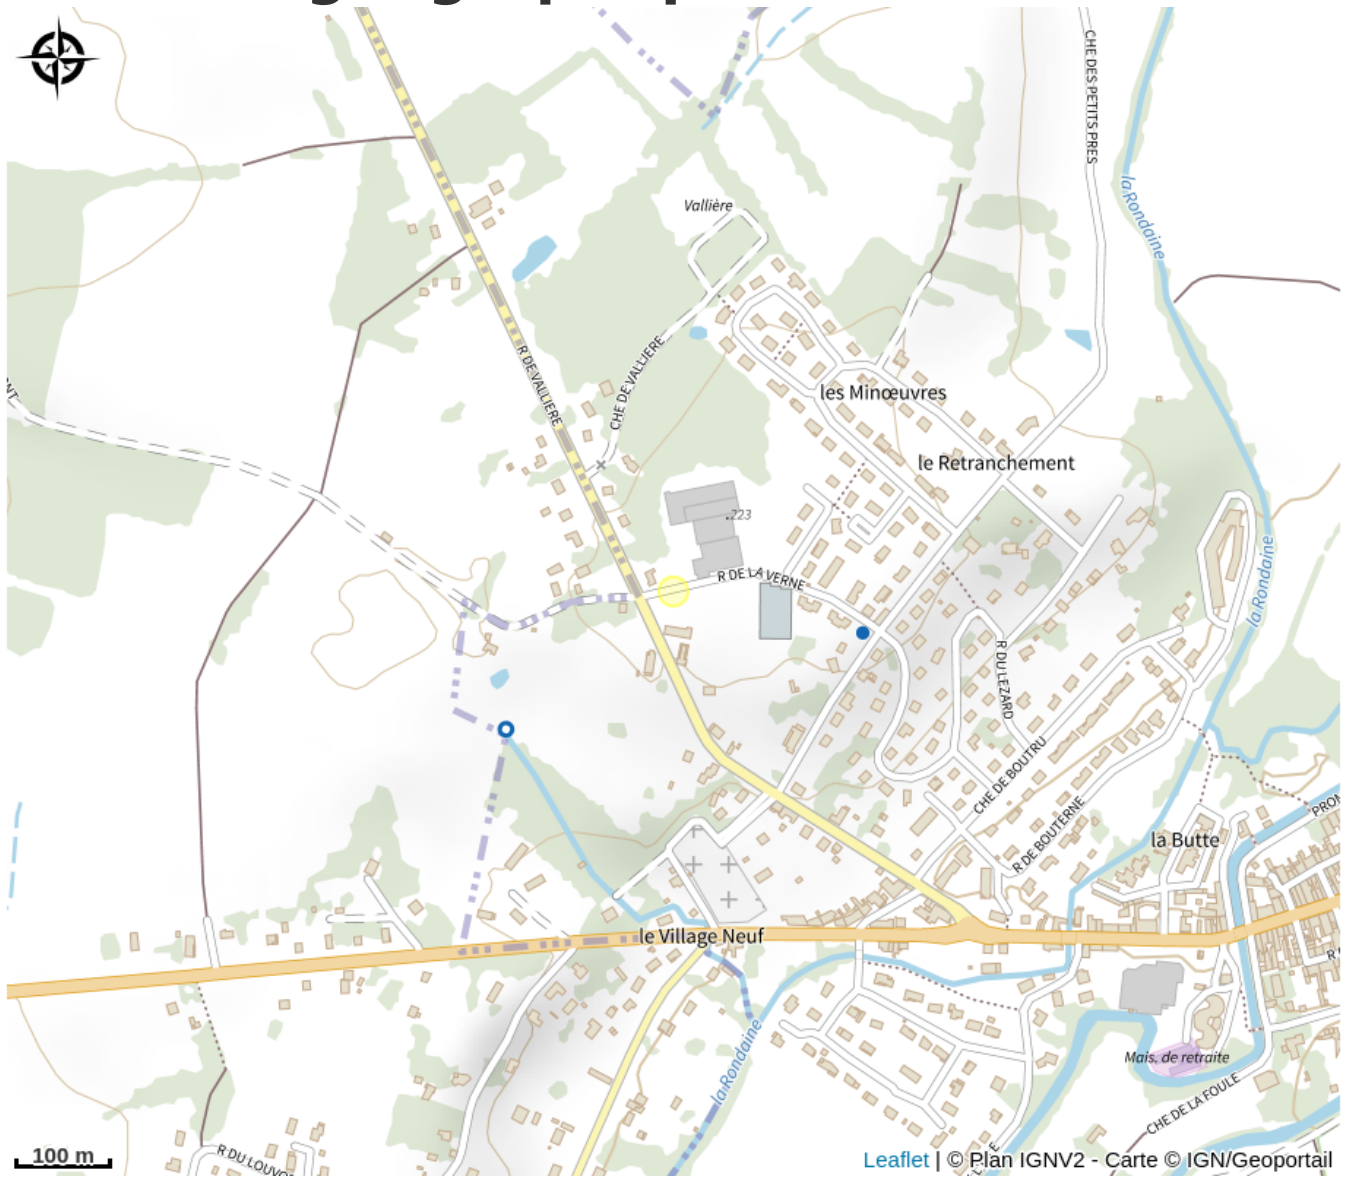 CHE DES PETITS PRES
la Rondaine
Vallière
R DE VALLIERE
CHE DE VALLIERE
les Minœuvres
le Retranchement
223
R DE LA VERNE
la Rondaine
R DU LEZARD
CHE DE BOUTRU
R DE BOUTERNE
la Butte
le Village Neuf
la Rondaine
Mais. de retraite
CHE DE LA FOULE
R DU LOUVO
100 m
Leaflet | © Plan IGNV2 - Carte © IGN/Geoportail